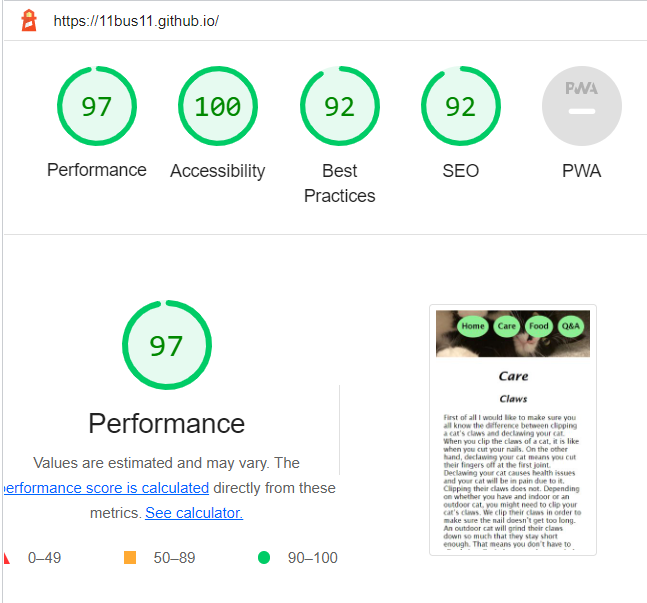 https://11bus11.github.io/
97
100
92
92
PWA
Performance
Accessibility
Best
Practices
SEO
PWA
97
Performance
Values are estimated and may vary. The
performance score is calculated directly from these
metrics. See calculator.
0–49
50–89
90–100
Home
Care
Food
Q&A
Care
Claws
First of all I would like to make sure you
all know the difference between clipping
a cat's claws and declawing your cat.
When you clip the claws of a cat, it is like
when you cut your nails. On the other
hand, declawing your cat means you cut
their fingers off at the first joint.
Declawing your cat causes health issues
and your cat will be in pain due to it.
Clipping their claws does not. Depending
on whether you have and indoor or an
outdoor cat, you might need to clip your
cat's claws. We clip their claws in order to
make sure the nail doesn't get too long.
An outdoor cat will grind their claws
down so much that they stay short
enough. That means you don't have to